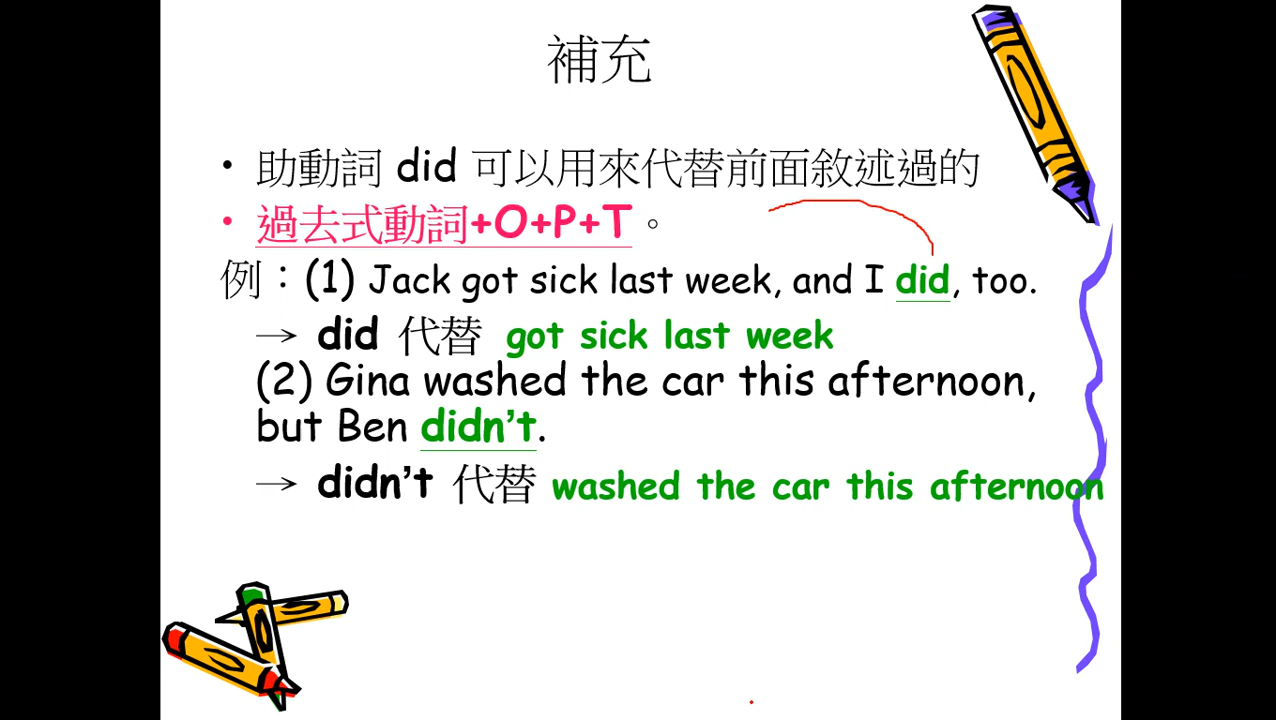 補充
• 助動詞 did 可以用來代替前面敘述過的
• 過去式動詞+O+P+T。
例：(1) Jack got sick last week, and I did, too.
→ did 代替 got sick last week
(2) Gina washed the car this afternoon,
but Ben didn’t.
→ didn’t 代替 washed the car this afternoon